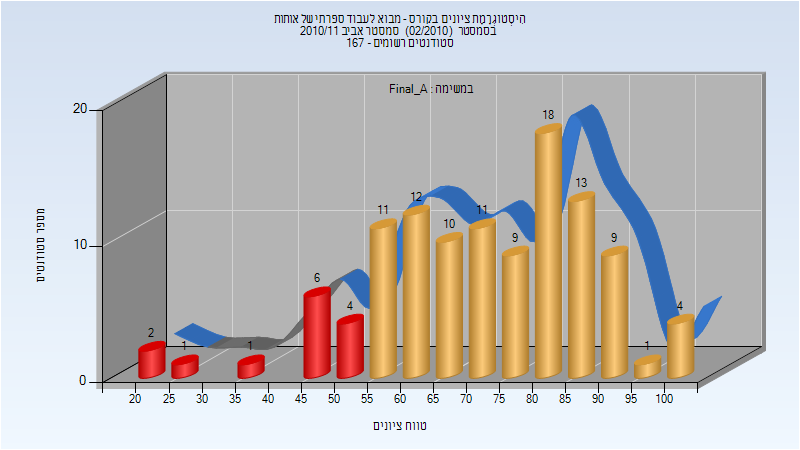 היסטוגרמת ציונים בקורס - מבוא לעבוד ספרתי של אותות
בסמסטר (02/2010) סמסטר אביב 2010/11
סטודנטים רשומים - 167
במשימה : Final_A
מספר סטודנטים
20
10
0
2
1
1
6
4
11
12
10
11
9
18
13
9
1
4
20 25 30 35 40 45 50 55 60 65 70 75 80 85 90 95 100
טווח ציונים